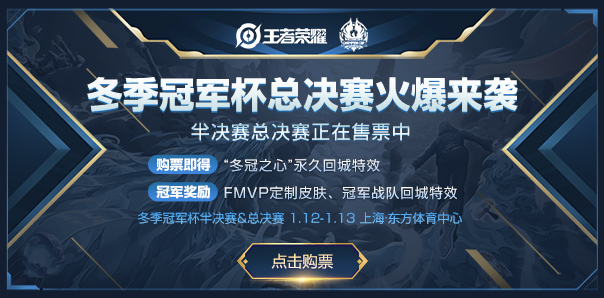 王者荣耀
冬季冠军杯总决赛火爆来袭
半决赛总决赛正在售票中
购票即得 “冬冠之心”永久回城特效
冠军奖励 FMVP定制皮肤、冠军战队回城特效
冬季冠军杯半决赛&总决赛 1.12-1.13 上海·东方体育中心
点击购票